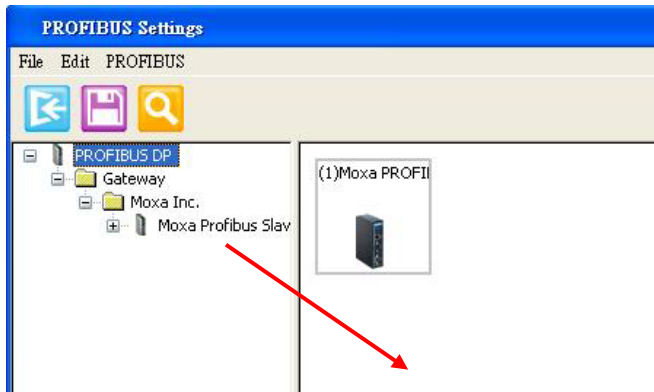 PROFIBUS Settings
File Edit PROFIBUS
PROFIBUS DP
Gateway
Moxa Inc.
Moxa Profibus Slav
(1)Moxa PROFI